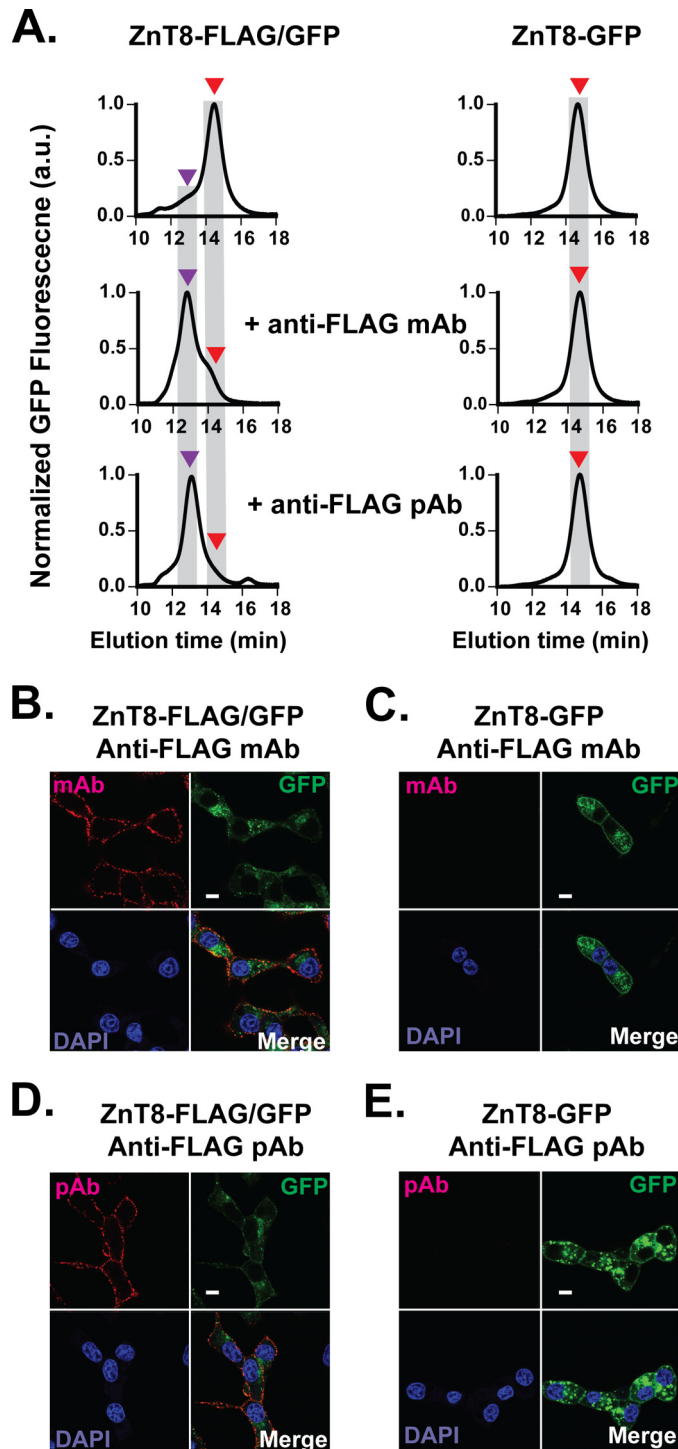 A.
ZnT8-FLAG/GFP
ZnT8-GFP
Normalized GFP Fluorescecne (a.u.)
1.0
0.5
0.0
10 12 14 16 18
1.0
0.5
0.0
10 12 14 16 18
+ anti-FLAG mAb
1.0
0.5
0.0
10 12 14 16 18
1.0
0.5
0.0
10 12 14 16 18
+ anti-FLAG pAb
1.0
0.5
0.0
10 12 14 16 18
1.0
0.5
0.0
10 12 14 16 18
Elution time (min)
Elution time (min)
B.
ZnT8-FLAG/GFP
Anti-FLAG mAb
mAb
GFP
DAPI
Merge
C.
ZnT8-GFP
Anti-FLAG mAb
mAb
GFP
DAPI
Merge
D.
ZnT8-FLAG/GFP
Anti-FLAG pAb
pAb
GFP
DAPI
Merge
E.
ZnT8-GFP
Anti-FLAG pAb
pAb
GFP
DAPI
Merge